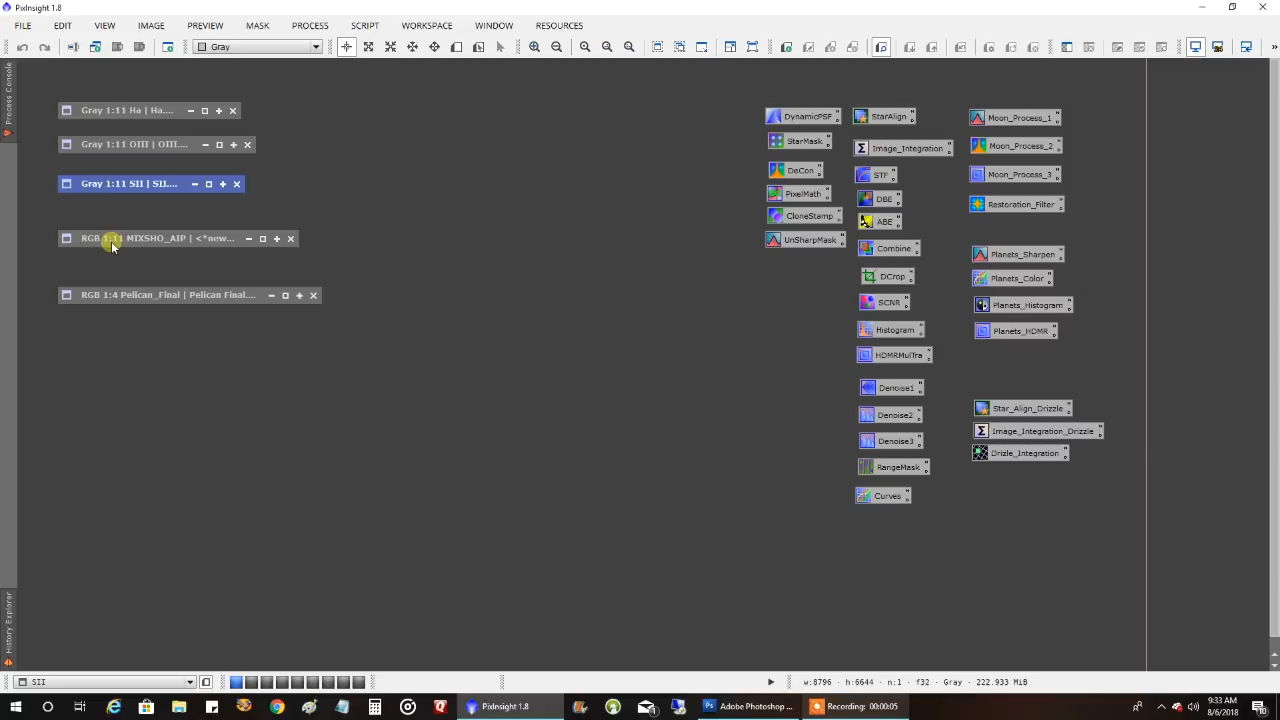 PixInsight 1.8
FILE EDIT VIEW IMAGE PREVIEW MASK PROCESS SCRIPT WORKSPACE WINDOW RESOURCES
Gray
Process Console
Gray 1:11 Ha | Ha....
Gray 1:11 OIII | OIII....
Gray 1:11 SII | SII....
RGB 1:11 MIXSHO_AIP | <*new...
RGB 1:4 Pelican_Final | Pelican Final....
DynamicPSF
StarMask
DeCon
PixelMath
CloneStamp
UnSharpMask
StarAlign
Image_Integration
STF
DBE
ABE
Combine
DCrop
SCNR
Histogram
HDMRMulTra
Denoise1
Denoise2
Denoise3
RangeMask
Curves
Moon_Process_1
Moon_Process_2
Moon_Process_3
Restoration_Filter
Planets_Sharpen
Planets_Color
Planets_Histogram
Planets_HDMR
Star_Align_Drizzle
Image_Integration_Drizzle
Drizle_Integration
History Explorer
SII
w:8796 · h:6644 · n:1 · f32 · Gray · 222.933 MiB
PixInsight 1.8
Adobe Photoshop ...
Recording: 00:00:05
9:33 AM
8/6/2018